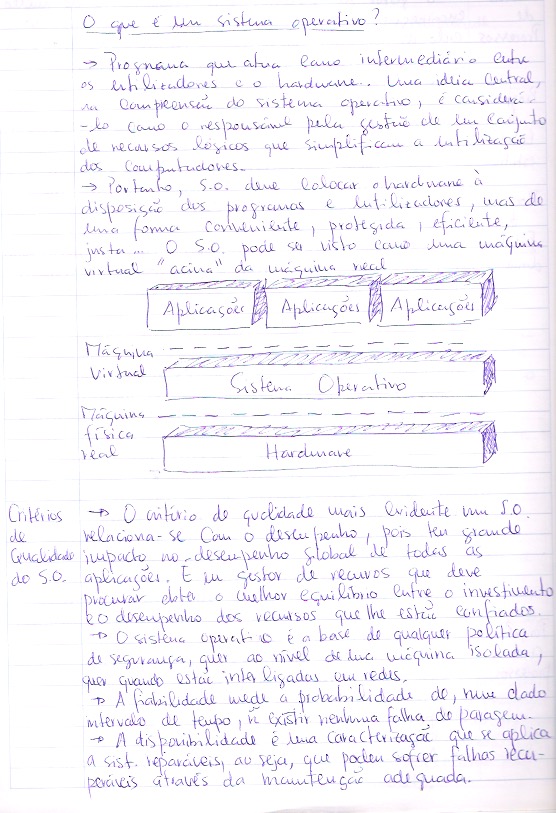 O que é um sistema operativo?
→ Programa que atua como intermediário entre
os utilizadores e o hardware. Uma ideia central,
na compreensão do sistema operativo, é considerá-
-lo como o responsável pela gestão de um conjunto
de recursos lógicos que simplificam a utilização
dos computadores.
→ Portanto, S.O. deve colocar o hardware à
disposição dos programas e utilizadores, mas de
uma forma conveniente, protegida, eficiente,
justa... O S.O. pode ser visto como uma máquina
virtual "acima" da máquina real
Aplicações Aplicações Aplicações
Máquina
virtual
Sistema Operativo
Máquina
física
real
Hardware
Critérios
de
Qualidade
do S.O.
→ O critério de qualidade mais evidente num S.O.
relaciona-se com o desempenho, pois tem grande
impacto no desempenho global de todas as
aplicações. É um gestor de recursos que deve
procurar obter o melhor equilíbrio entre o investimento
e o desempenho dos recursos que lhe estão confiados.
→ O sistema operativo é a base de qualquer política
de segurança, quer ao nível de uma máquina isolada,
quer quando estão interligadas em redes.
→ A fiabilidade mede a probabilidade de, num dado
intervalo de tempo, ñ existir nenhuma falha de paragem.
→ A disponibilidade é uma caracterização que se aplica
a sist. reparáveis, ou seja, que podem sofrer falhas recu-
peráveis através da manutenção adequada.